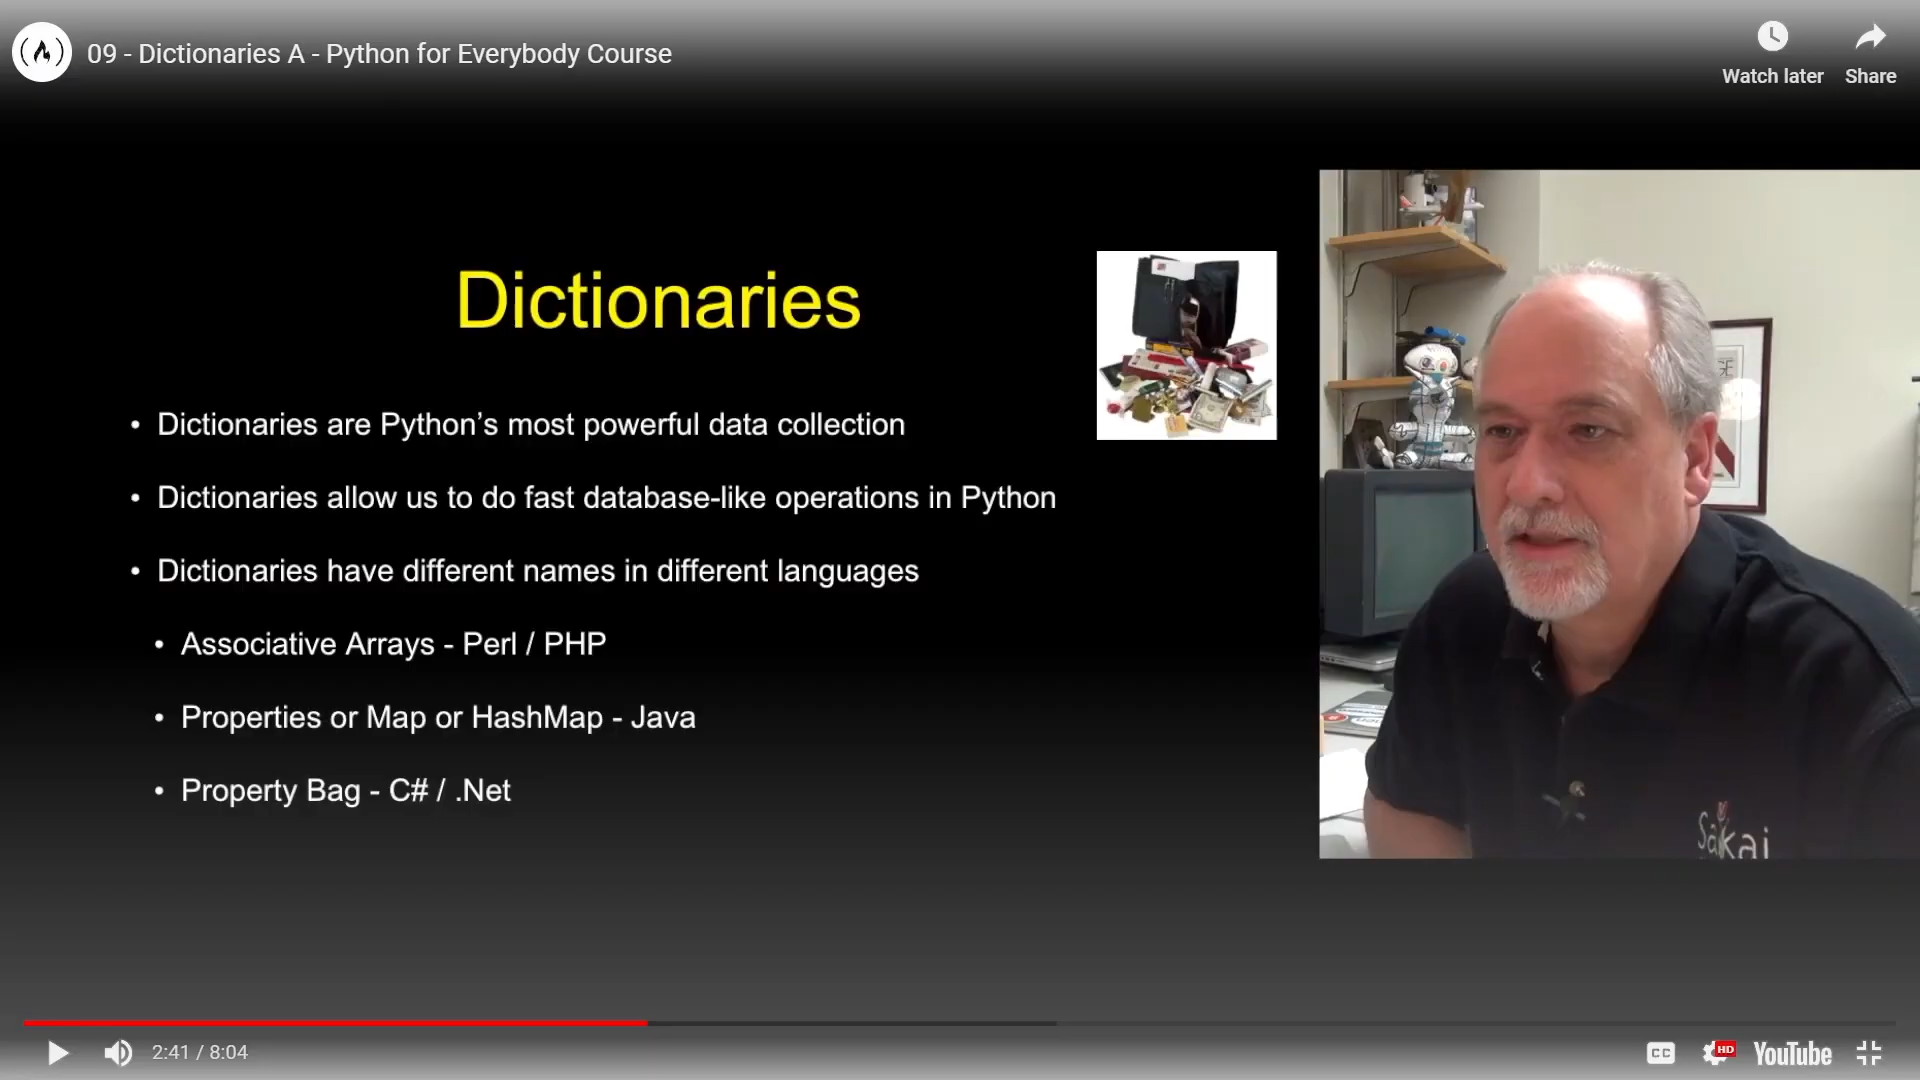 09 - Dictionaries A - Python for Everybody Course
Watch later
Share
Dictionaries
• Dictionaries are Python’s most powerful data collection
• Dictionaries allow us to do fast database-like operations in Python
• Dictionaries have different names in different languages
• Associative Arrays - Perl / PHP
• Properties or Map or HashMap - Java
• Property Bag - C# / .Net
Sakai
2:41 / 8:04
CC
HD
YouTube